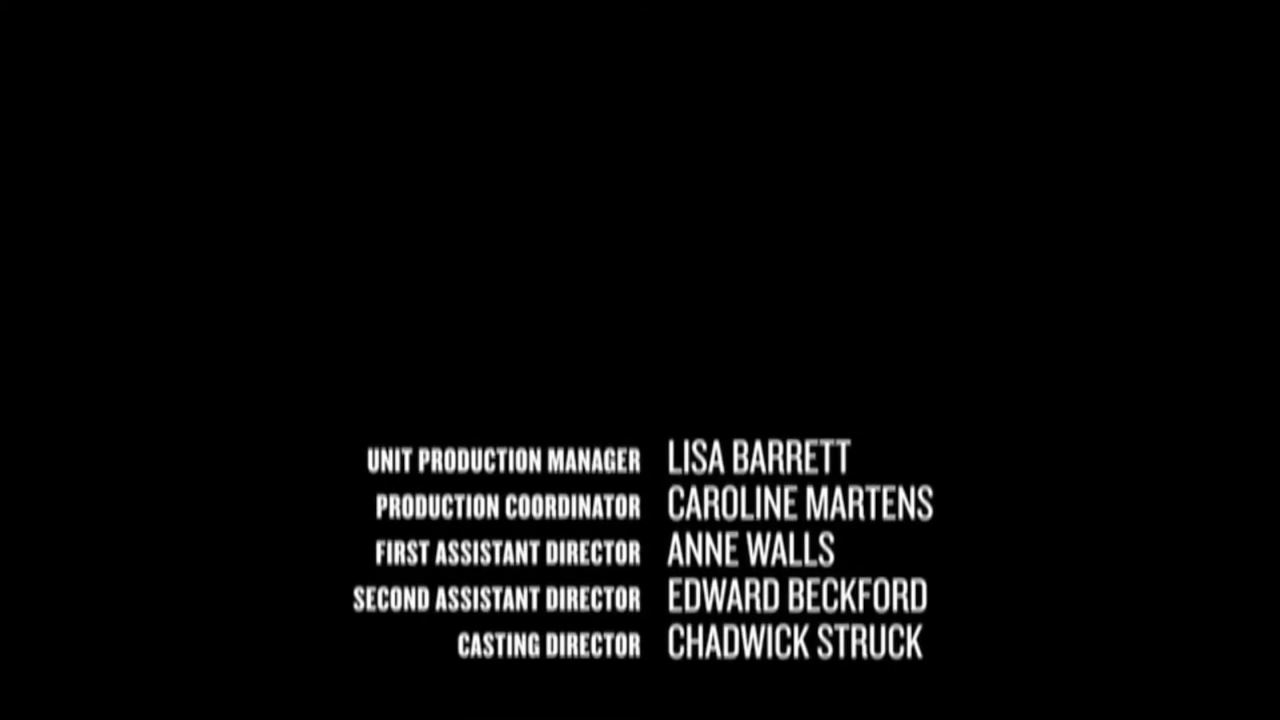 UNIT PRODUCTION MANAGER LISA BARRETT
PRODUCTION COORDINATOR CAROLINE MARTENS
FIRST ASSISTANT DIRECTOR ANNE WALLS
SECOND ASSISTANT DIRECTOR EDWARD BECKFORD
CASTING DIRECTOR CHADWICK STRUCK